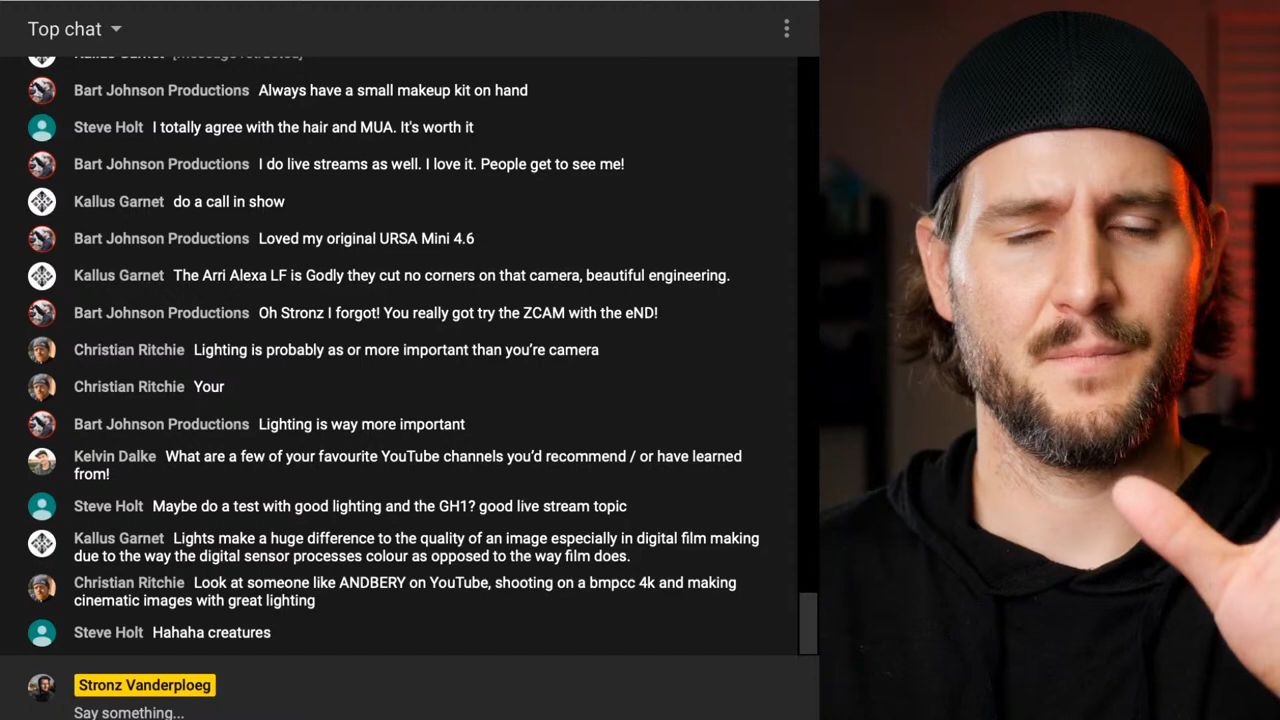 Top chat
Kallus Garnet [message retracted]
Bart Johnson Productions Always have a small makeup kit on hand
Steve Holt I totally agree with the hair and MUA. It's worth it
Bart Johnson Productions I do live streams as well. I love it. People get to see me!
Kallus Garnet do a call in show
Bart Johnson Productions Loved my original URSA Mini 4.6
Kallus Garnet The Arri Alexa LF is Godly they cut no corners on that camera, beautiful engineering.
Bart Johnson Productions Oh Stronz I forgot! You really got try the ZCAM with the eND!
Christian Ritchie Lighting is probably as or more important than you’re camera
Christian Ritchie Your
Bart Johnson Productions Lighting is way more important
Kelvin Dalke What are a few of your favourite YouTube channels you’d recommend / or have learned
from!
Steve Holt Maybe do a test with good lighting and the GH1? good live stream topic
Kallus Garnet Lights make a huge difference to the quality of an image especially in digital film making
due to the way the digital sensor processes colour as opposed to the way film does.
Christian Ritchie Look at someone like ANDBERY on YouTube, shooting on a bmpcc 4k and making
cinematic images with great lighting
Steve Holt Hahaha creatures
Stronz Vanderploeg
Say something...